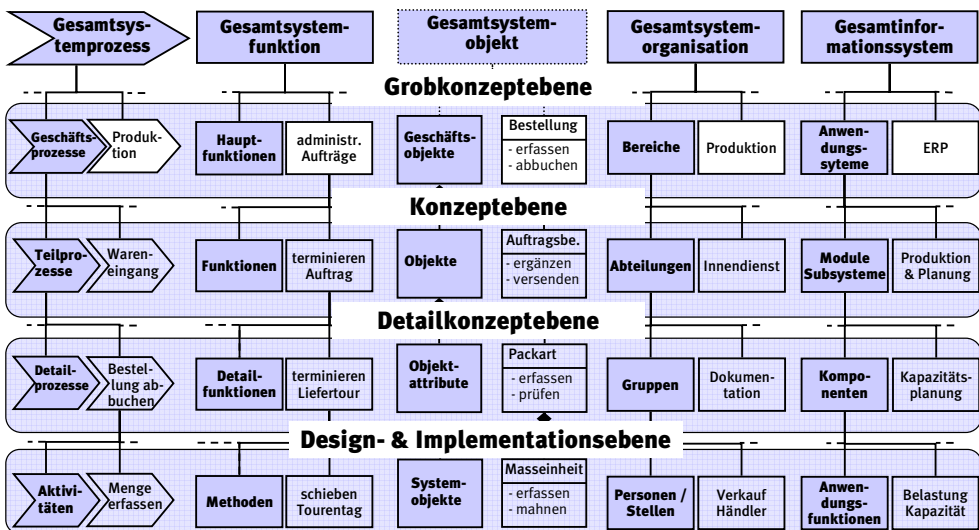 Gesamtsys-
temprozess
Gesamtsystem-
funktion
Gesamtsystem-
objekt
Gesamtsystem-
organisation
Gesamtinfor-
mationssystem
Grobkonzeptebene
Geschäfts-
prozesse
Produk-
tion
Haupt-
funktionen
administr.
Aufträge
Geschäfts-
objekte
Bestellung
- erfassen
- abbuchen
Bereiche
Produktion
Anwen-
dungs-
syteme
ERP
Konzeptebene
Teilprozesse
Waren-
eingang
Funktionen
terminieren
Auftrag
Objekte
Auftragsbe.
- ergänzen
- versenden
Abteilungen
Innendienst
Module
Subsysteme
Produktion
& Planung
Detailkonzeptebene
Detail-
prozesse
Bestel-
lung ab-
buchen
Detail-
funktionen
terminieren
Liefertour
Objekt-
attribute
Packart
- erfassen
- prüfen
Gruppen
Dokumen-
tation
Kompo-
nenten
Kapazitäts-
planung
Design- & Implementationsebene
Aktivi-
täten
Menge
erfassen
Methoden
schieben
Tourentag
System-
objekte
Masseinheit
- erfassen
- mahnen
Personen /
Stellen
Verkauf
Händler
Anwen-
dungs-
funktionen
Belastung
Kapazität